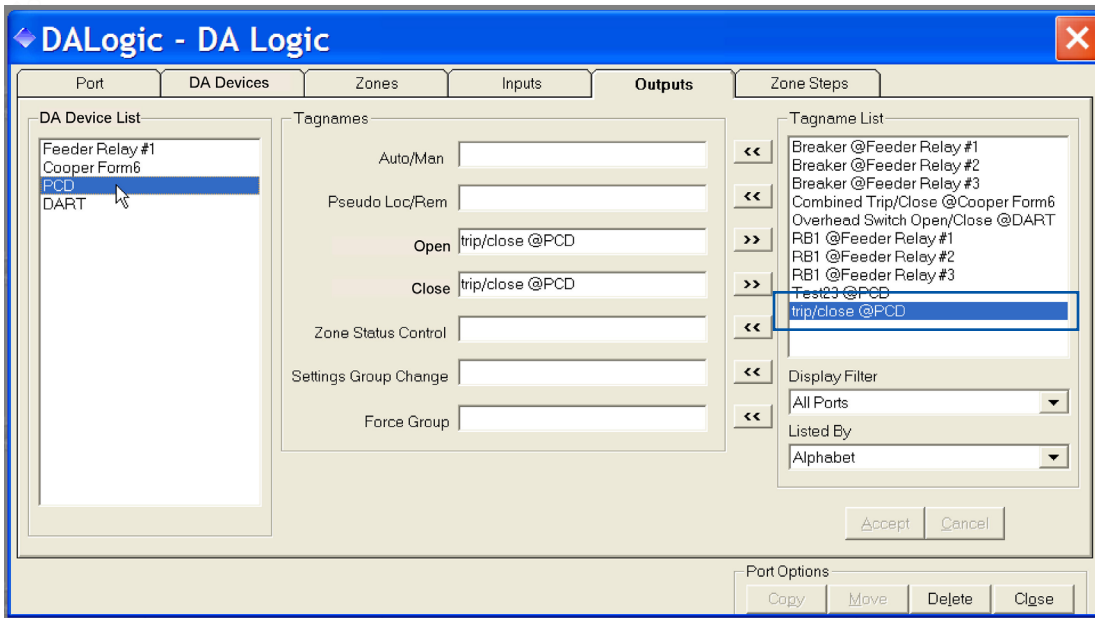 DALogic - DA Logic
Port
DA Devices
Zones
Inputs
Outputs
Zone Steps
DA Device List
Feeder Relay #1
Cooper Form6
PCD
DART
Tagnames
Auto/Man
<<
Pseudo Loc/Rem
<<
Open
trip/close @PCD
>>
Close
trip/close @PCD
>>
Zone Status Control
<<
Settings Group Change
<<
Force Group
<<
Tagname List
Breaker @Feeder Relay #1
Breaker @Feeder Relay #2
Breaker @Feeder Relay #3
Combined Trip/Close @Cooper Form6
Overhead Switch Open/Close @DART
RB1 @Feeder Relay #1
RB1 @Feeder Relay #2
RB1 @Feeder Relay #3
Test23 @PCD
trip/close @PCD
Display Filter
All Ports
Listed By
Alphabet
Accept
Cancel
Port Options
Copy
Move
Delete
Close